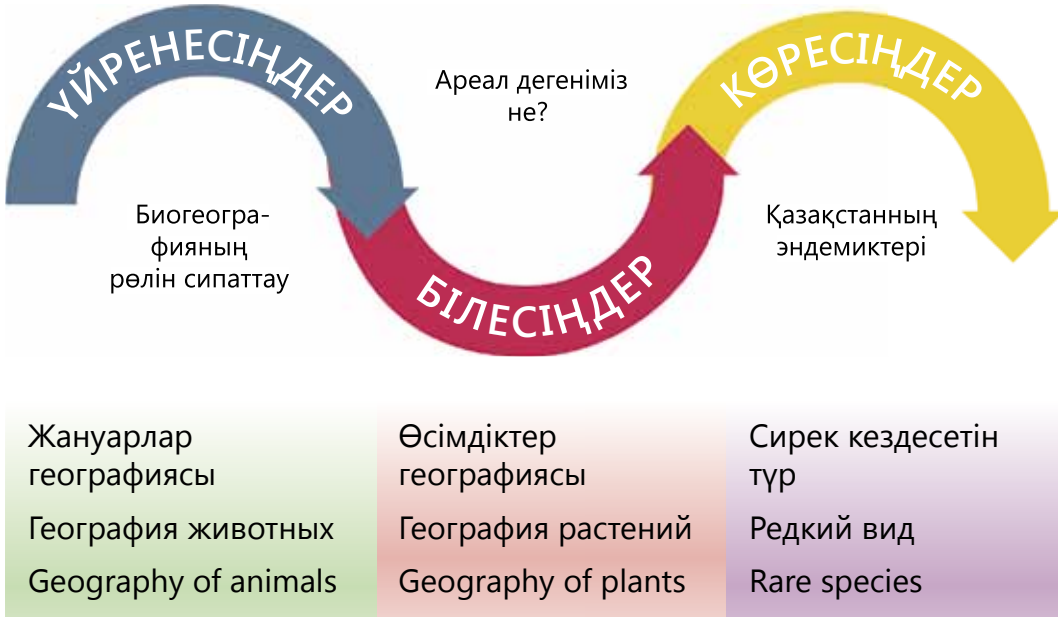 ҮЙРЕНЕСІҢДЕР
Биогеогра-
фияның
рөлін сипаттау
Ареал дегеніміз
не?
БІЛЕСІҢДЕР
КӨРЕСІҢДЕР
Қазақстанның
эндемиктері
Жануарлар
географиясы
География животных
Geography of animals
Өсімдіктер
географиясы
География растений
Geography of plants
Сирек кездесетін
түр
Редкий вид
Rare species